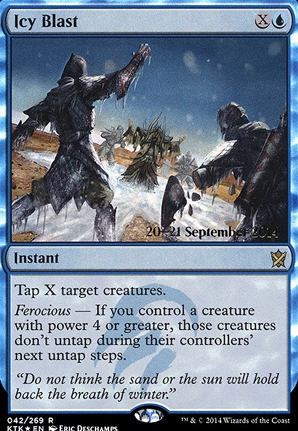 Icy Blast X
20–21 September 2014
Instant
Tap X target creatures.
Ferocious — If you control a creature
with power 4 or greater, those creatures
don't untap during their controllers'
next untap steps.
"Do not think the sand or the sun will hold
back the breath of winter."
042/269 R
KTK ★ EN Eric Deschamps ™ & © 2014 Wizards of the Coast